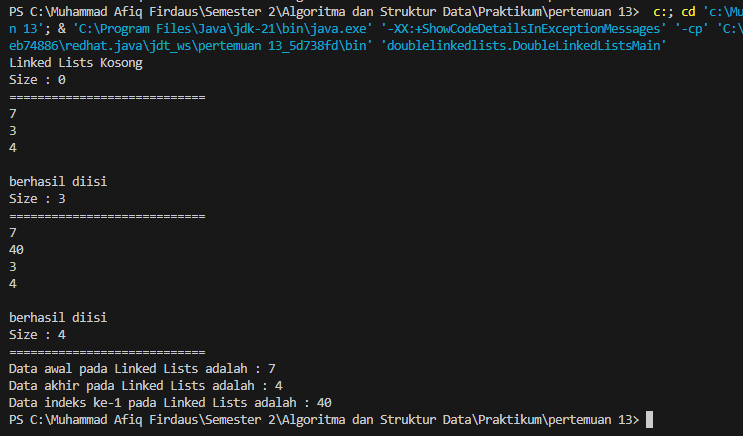 PS C:\Muhammad Afiq Firdaus\Semester 2\Algoritma dan Struktur Data\Praktikum\pertemuan 13>  c:; cd 'c:\Mu
n 13'; & 'C:\Program Files\Java\jdk-21\bin\java.exe' '-XX:+ShowCodeDetailsInExceptionMessages' '-cp' 'C:\
eb74886\redhat.java\jdt_ws\pertemuan 13_5d738fd\bin' 'doublelinkedlists.DoubleLinkedListsMain'
Linked Lists Kosong
Size : 0
============================
7
3
4
berhasil diisi
Size : 3
============================
7
40
3
4
berhasil diisi
Size : 4
============================
Data awal pada Linked Lists adalah : 7
Data akhir pada Linked Lists adalah : 4
Data indeks ke-1 pada Linked Lists adalah : 40
PS C:\Muhammad Afiq Firdaus\Semester 2\Algoritma dan Struktur Data\Praktikum\pertemuan 13>